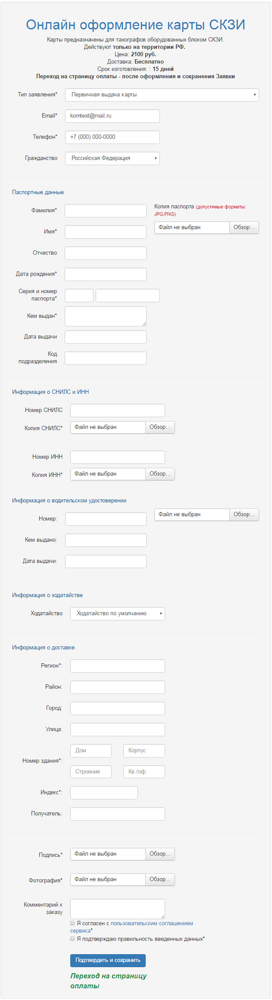 Онлайн оформление карты СКЗИ
Карты предназначены для тахографов оборудованных блоком СКЗИ.
Действуют только на территории РФ.
Цена: 2100 руб.
Доставка: Бесплатно
Срок изготовления: : 15 дней
Переход на страницу оплаты - после оформления и сохранения Заявки
Тип заявления* Первичная выдача карты
Email* komtest@mail.ru
Телефон* +7 (000) 000-0000
Гражданство Российская Федерация
Паспортные данные
Фамилия*
Копия паспорта (допустимые форматы:
JPG,PNG)
Файл не выбран Обзор...
Имя*
Отчество
Дата рождения*
Серия и номер
паспорта*
Кем выдан*
Дата выдачи
Код
подразделения
Информация о СНИЛС и ИНН
Номер СНИЛС
Копия СНИЛС* Файл не выбран Обзор...
Номер ИНН
Копия ИНН* Файл не выбран Обзор...
Информация о водительском удостоверении
Номер: Файл не выбран Обзор...
Кем выдано:
Дата выдачи:
Информация о ходатайстве
Ходатайство Ходатайство по умолчанию
Информация о доставке
Регион*:
Район:
Город:
Улица:
Номер здания*:
Дом Корпус
Строение Кв./оф.
Индекс*:
Получатель:
Подпись* Файл не выбран Обзор...
Фотография* Файл не выбран Обзор...
Комментарий к
заказу
Я согласен с пользовательским соглашением
сервиса*
Я подтверждаю правильность введенных данных*
Подтвердить и сохранить
Переход на страницу
оплаты